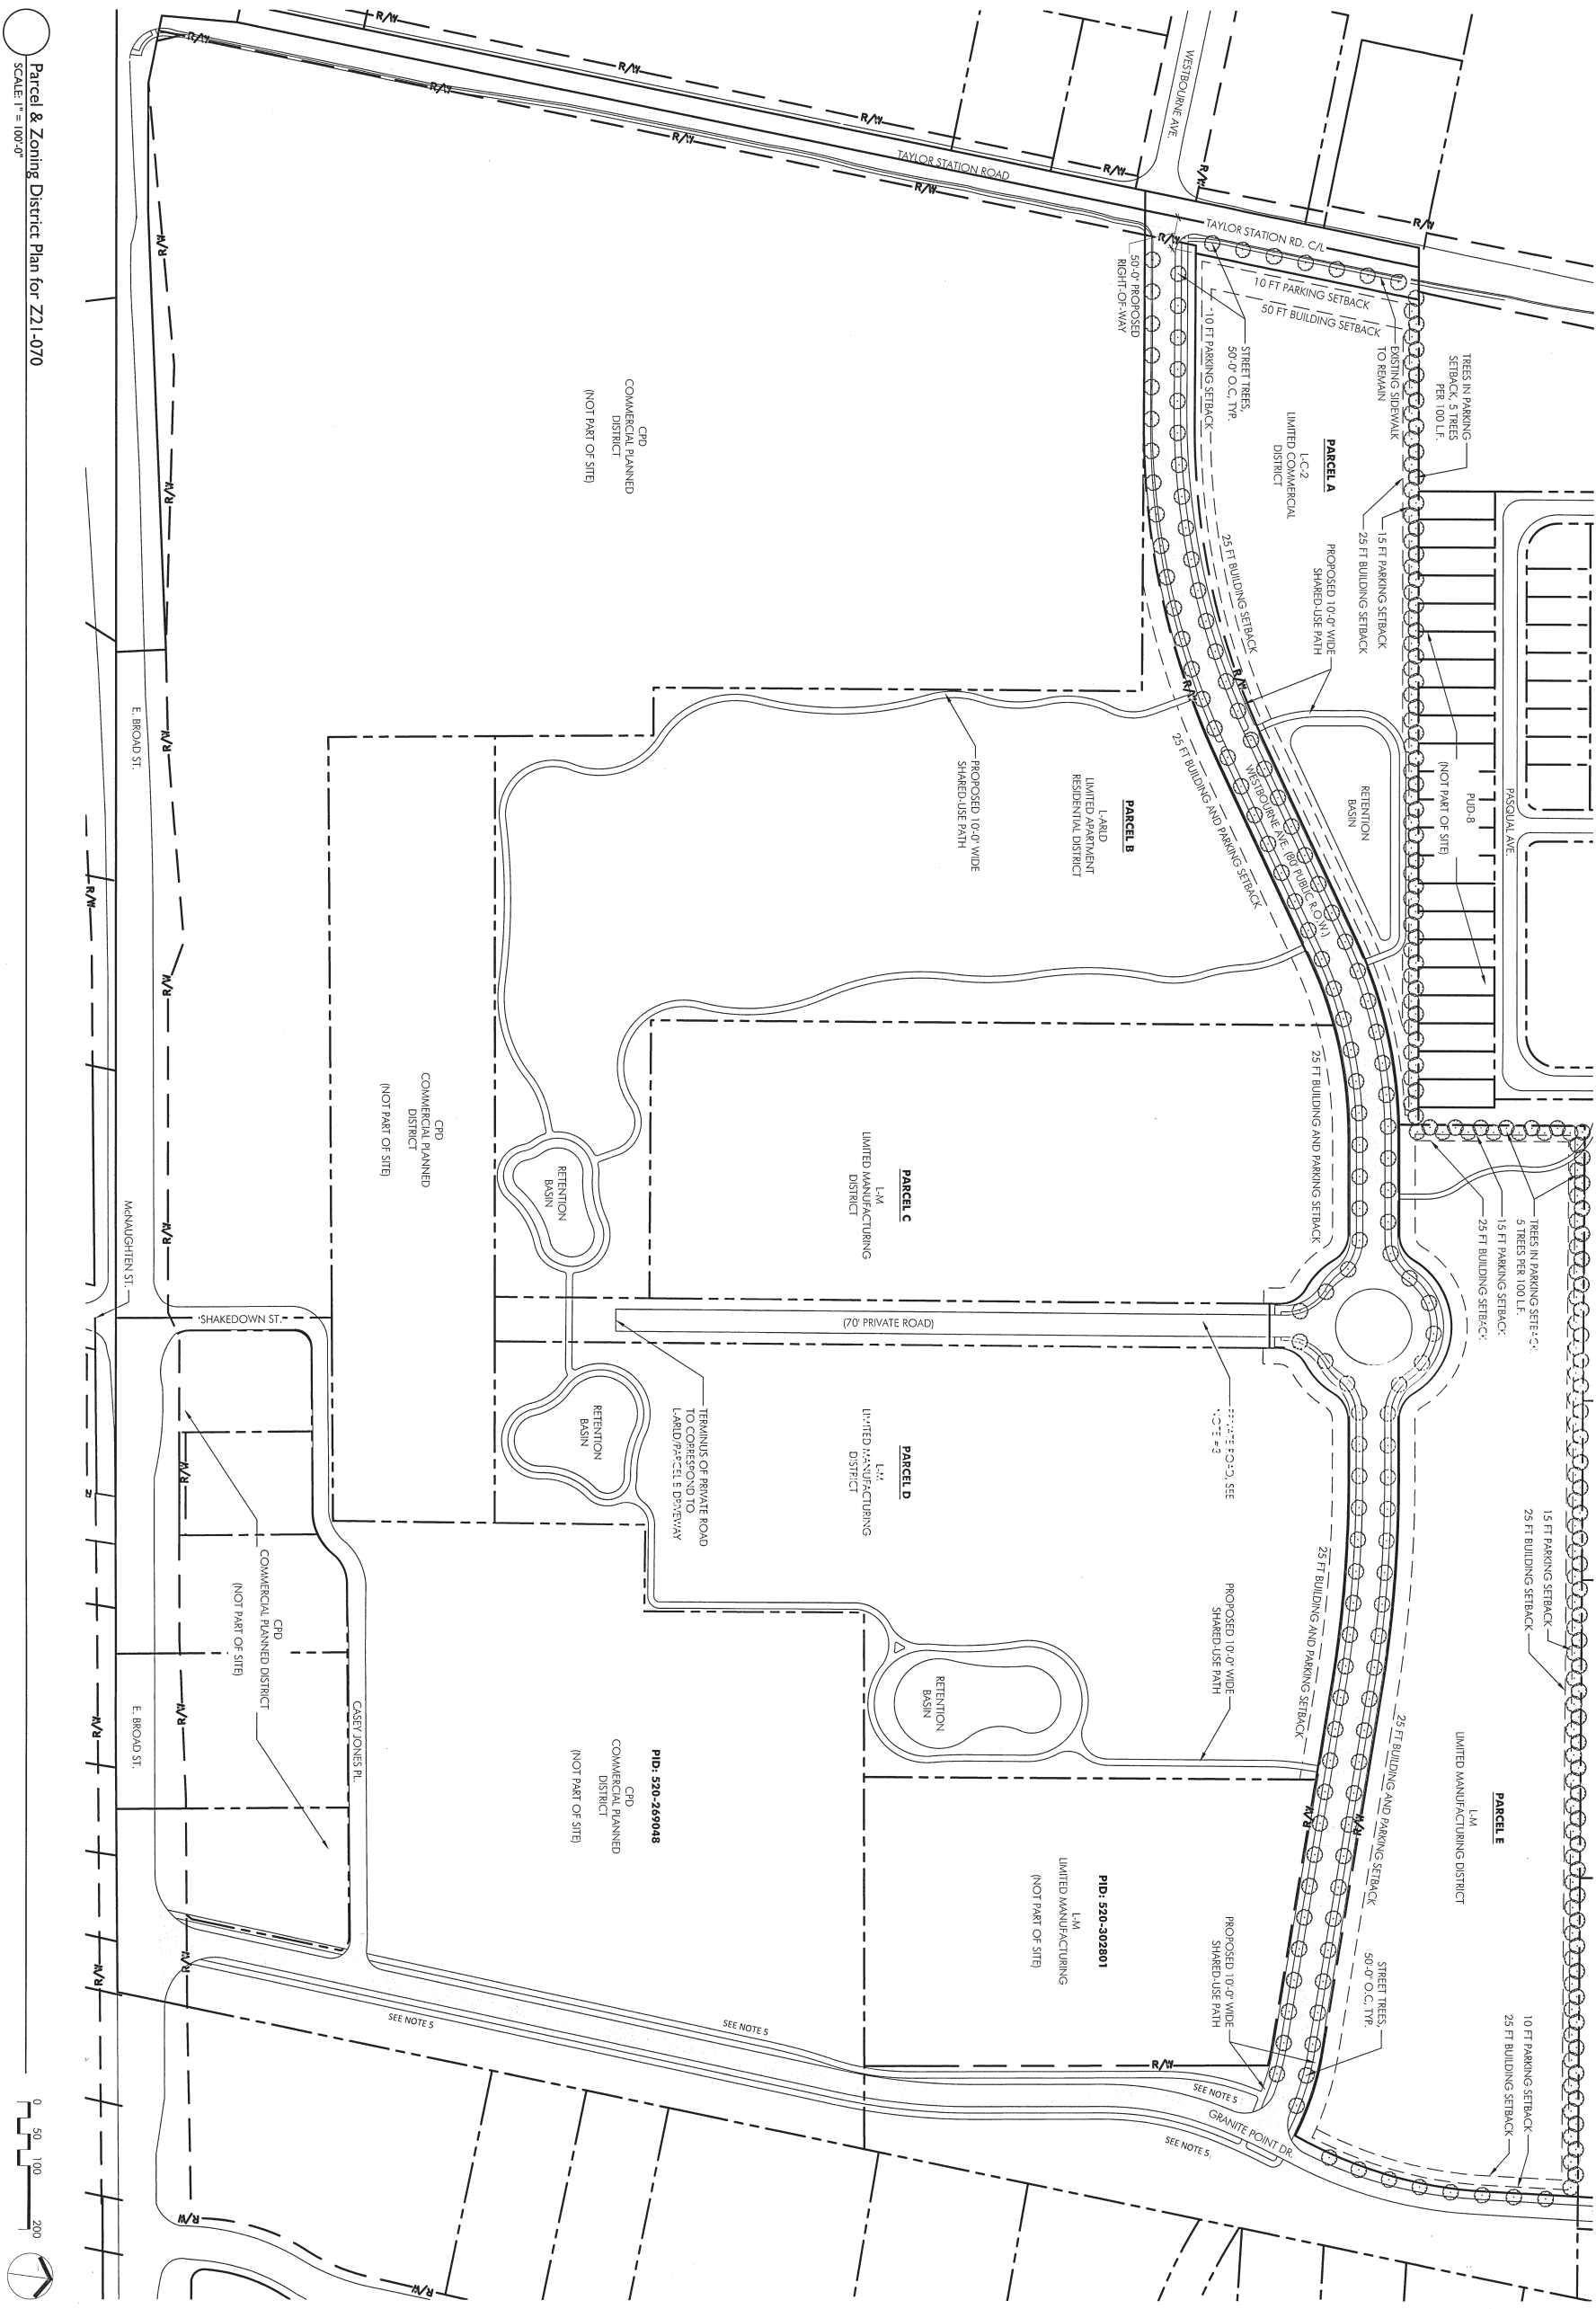 WESTBOURNE AVE.
TAYLOR STATION ROAD
TAYLOR STATION RD. C/L
R/W
R/W
R/W
R/W
R/W
R/W
R/W
R/W
R/W
R/W
R/W
10 FT PARKING SETBACK
50 FT BUILDING SETBACK
EXISTING SIDEWALK
TO REMAIN
TREES IN PARKING
SETBACK, 5 TREES
PER 100 L.F.
50'-0" PROPOSED
RIGHT-OF-WAY
10 FT PARKING SETBACK
STREET TREES,
50'-0" O.C, TYP.
PARCEL A
L-C-2
LIMITED COMMERCIAL
DISTRICT
15 FT PARKING SETBACK
25 FT BUILDING SETBACK
25 FT BUILDING SETBACK
PROPOSED 10'-0" WIDE
SHARED-USE PATH
CPD
COMMERCIAL PLANNED
DISTRICT
(NOT PART OF SITE)
R/W
R/W
RETENTION
BASIN
PUD-8
(NOT PART OF SITE)
PASQUAL AVE.
WESTBOURNE AVE. (80' PUBLIC R.O.W.)
25 FT BUILDING AND PARKING SETBACK
PARCEL B
L-ARLD
LIMITED APARTMENT
RESIDENTIAL DISTRICT
PROPOSED 10'-0" WIDE
SHARED-USE PATH
25 FT BUILDING AND PARKING SETBACK
PARCEL C
L-M
LIMITED MANUFACTURING
DISTRICT
TREES IN PARKING SETBACK,
5 TREES PER 100 L.F.
15 FT PARKING SETBACK
25 FT BUILDING SETBACK
CPD
COMMERCIAL PLANNED
DISTRICT
(NOT PART OF SITE)
RETENTION
BASIN
(70' PRIVATE ROAD)
PRIVATE ROAD, SEE
TERMINUS OF PRIVATE ROAD
TO CORRESPOND TO
L-ARLD/PARCEL B DRIVEWAY
RETENTION
BASIN
PARCEL D
L-M
LIMITED MANUFACTURING
DISTRICT
25 FT BUILDING AND PARKING SETBACK
PROPOSED 10'-0" WIDE
SHARED-USE PATH
RETENTION
BASIN
15 FT PARKING SETBACK
25 FT BUILDING SETBACK
25 FT BUILDING AND PARKING SETBACK
PARCEL E
L-M
LIMITED MANUFACTURING DISTRICT
R/W
R/W
PID: 520-302801
L-M
LIMITED MANUFACTURING
(NOT PART OF SITE)
PROPOSED 10'-0" WIDE
SHARED-USE PATH
STREET TREES,
50'-0" O.C, TYP.
10 FT PARKING SETBACK
25 FT BUILDING SETBACK
R/W
SEE NOTE 5
GRANITE POINT DR.
SEE NOTE 5
PID: 520-269048
CPD
COMMERCIAL PLANNED
DISTRICT
(NOT PART OF SITE)
SEE NOTE 5
SEE NOTE 5
CASEY JONES PL.
CPD
COMMERCIAL PLANNED DISTRICT
(NOT PART OF SITE)
SHAKEDOWN ST.
McNAUGHTEN ST.
E. BROAD ST.
E. BROAD ST.
R/W
R/W
R/W
R/W
R/W
R/W
R/W
R/W
R/W
R/W
R/W
R/W
R/W
R/W
Parcel & Zoning District Plan for Z21-070
SCALE: 1" = 100'-0"
0 50 100 200